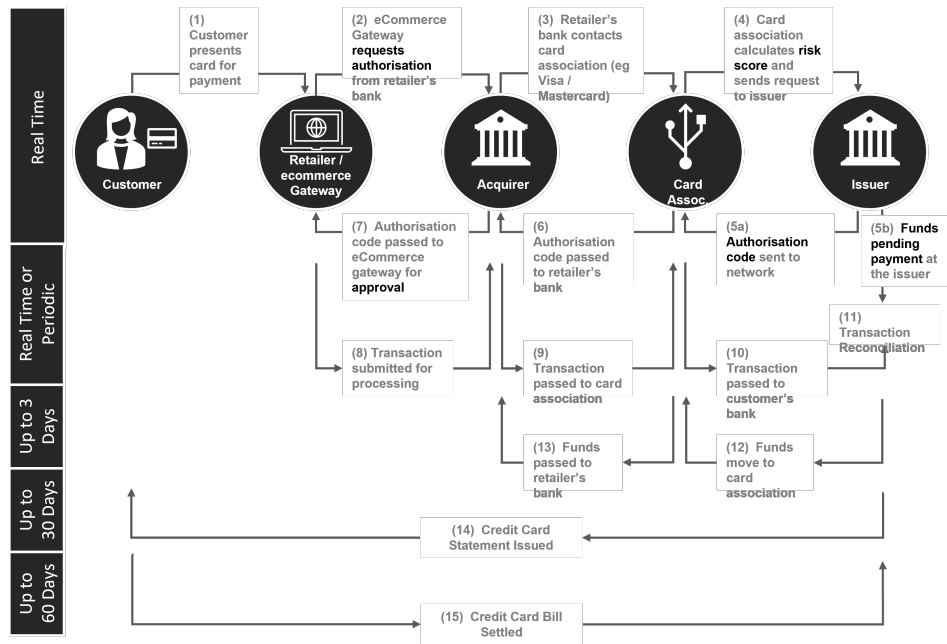 (1)
Customer
presents
card for
payment
(2) eCommerce
Gateway
requests
authorisation
from retailer's
bank
(3) Retailer's
bank contacts
card
association (eg
Visa /
Mastercard)
(4) Card
association
calculates risk
score and
sends request
to issuer
Real Time
Customer
Retailer /
ecommerce
Gateway
Acquirer
Card
Assoc.
Issuer
(7) Authorisation
code passed to
eCommerce
gateway for
approval
(6)
Authorisation
code passed
to retailer's
bank
(5a)
Authorisation
code sent to
network
(5b) Funds
pending
payment at
the issuer
Real Time or
Periodic
(8) Transaction
submitted for
processing
(9)
Transaction
passed to card
association
(10)
Transaction
passed to
customer's
bank
(11)
Transaction
Reconciliation
Up to 3
Days
(13) Funds
passed to
retailer's
bank
(12) Funds
move to
card
association
Up to
30 Days
(14) Credit Card
Statement Issued
Up to
60 Days
(15) Credit Card Bill
Settled